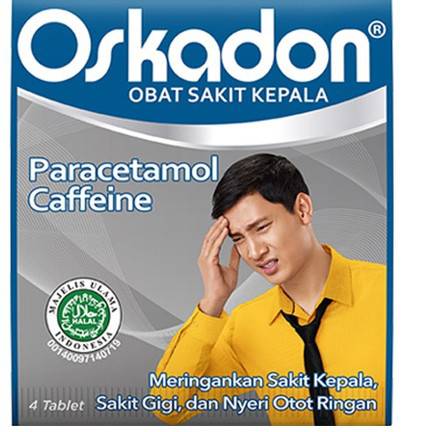 Oskadon®
OBAT SAKIT KEPALA
Paracetamol
Caffeine
MAJELIS ULAMA
INDONESIA
حلال
HALAL
00140097140719
Meringankan Sakit Kepala,
4 Tablet
Sakit Gigi, dan Nyeri Otot Ringan